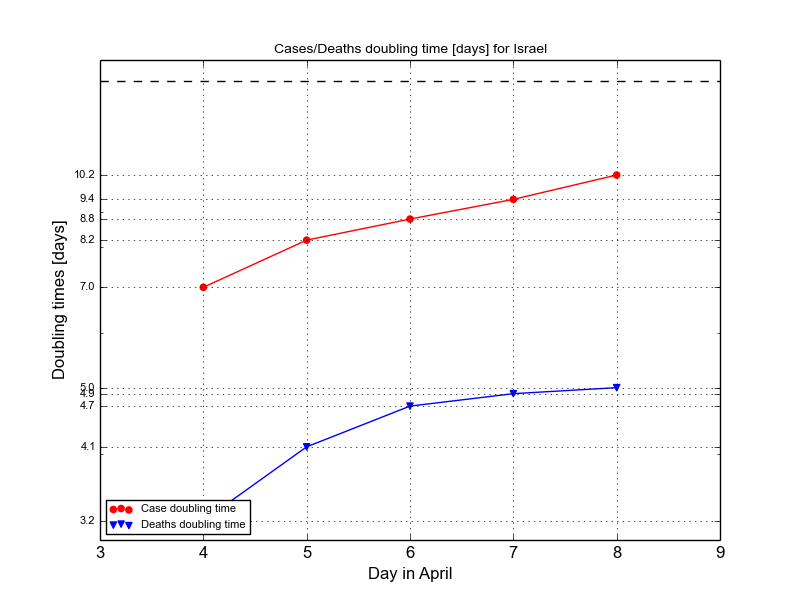 Cases/Deaths doubling time [days] for Israel
Doubling times [days]
10.2
9.4
8.8
8.2
7.0
5.0
4.9
4.7
4.1
3.2
Case doubling time
Deaths doubling time
3 4 5 6 7 8 9
Day in April